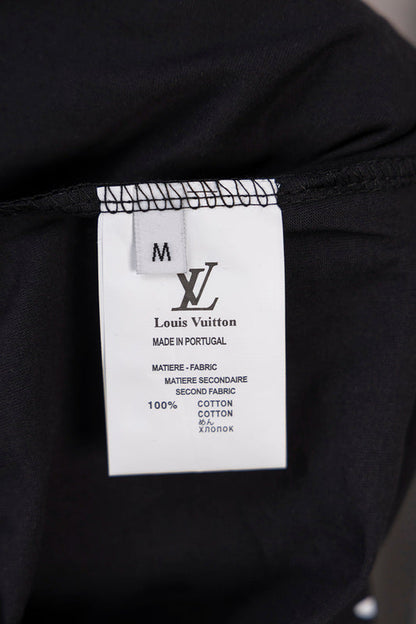 M
LV
Louis Vuitton
MADE IN PORTUGAL
MATIERE - FABRIC
MATIERE SECONDAIRE
SECOND FABRIC
100% COTTON
COTTON
めん
ХЛОПОК